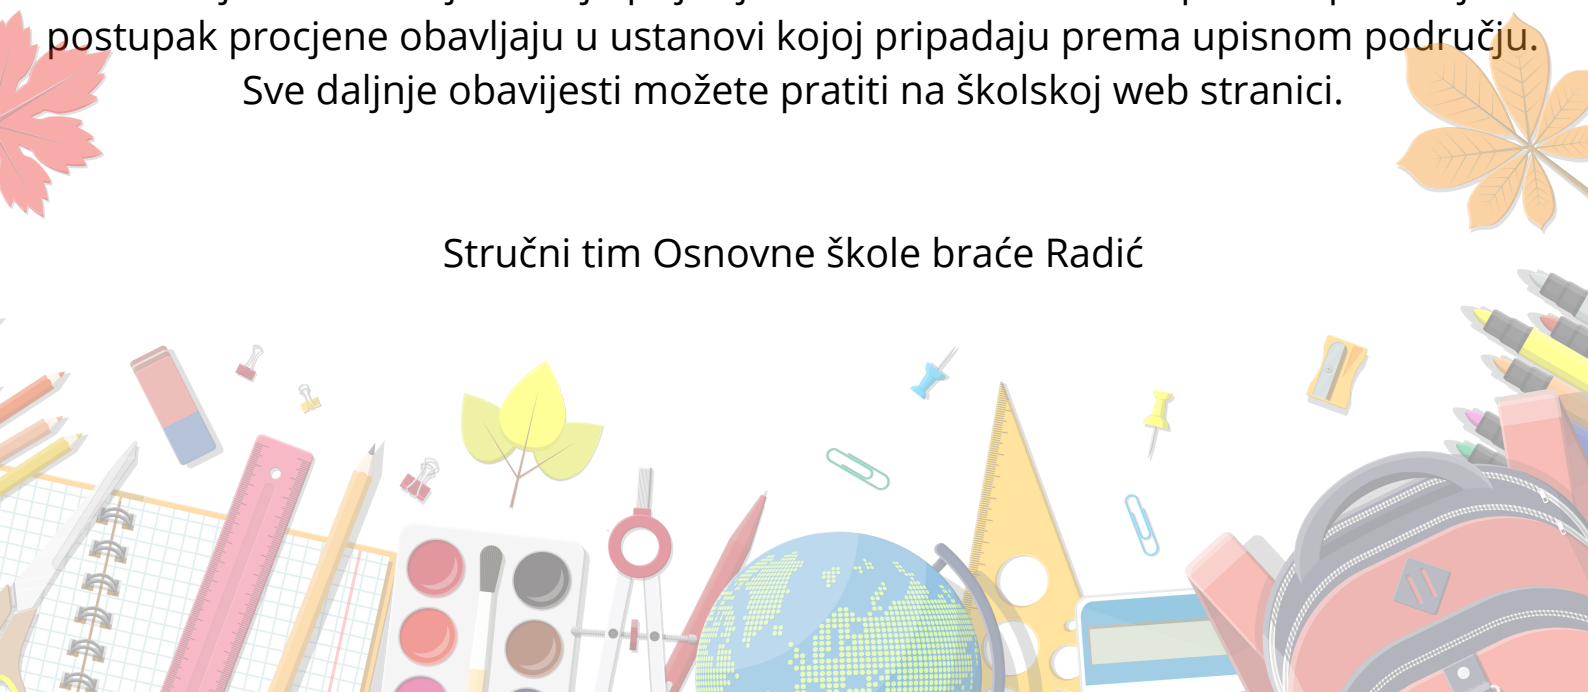 postupak procjene obavljaju u ustanovi kojoj pripadaju prema upisnom području.
Sve daljnje obavijesti možete pratiti na školskoj web stranici.
Stručni tim Osnovne škole braće Radić